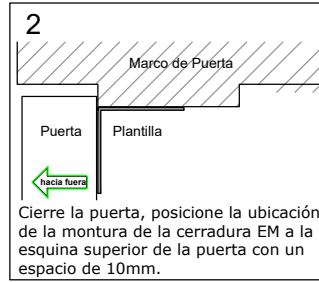 2
Marco de Puerta
Puerta
Plantilla
hacia fuera
Cierre la puerta, posicione la ubicación
de la montura de la cerradura EM a la
esquina superior de la puerta con un
espacio de 10mm.